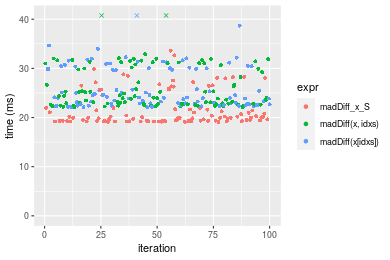 40
30
20
10
0
time (ms)
0
25
50
75
100
iteration
expr
madDiff_x_S
madDiff(x, idxs)
madDiff(x[idxs])